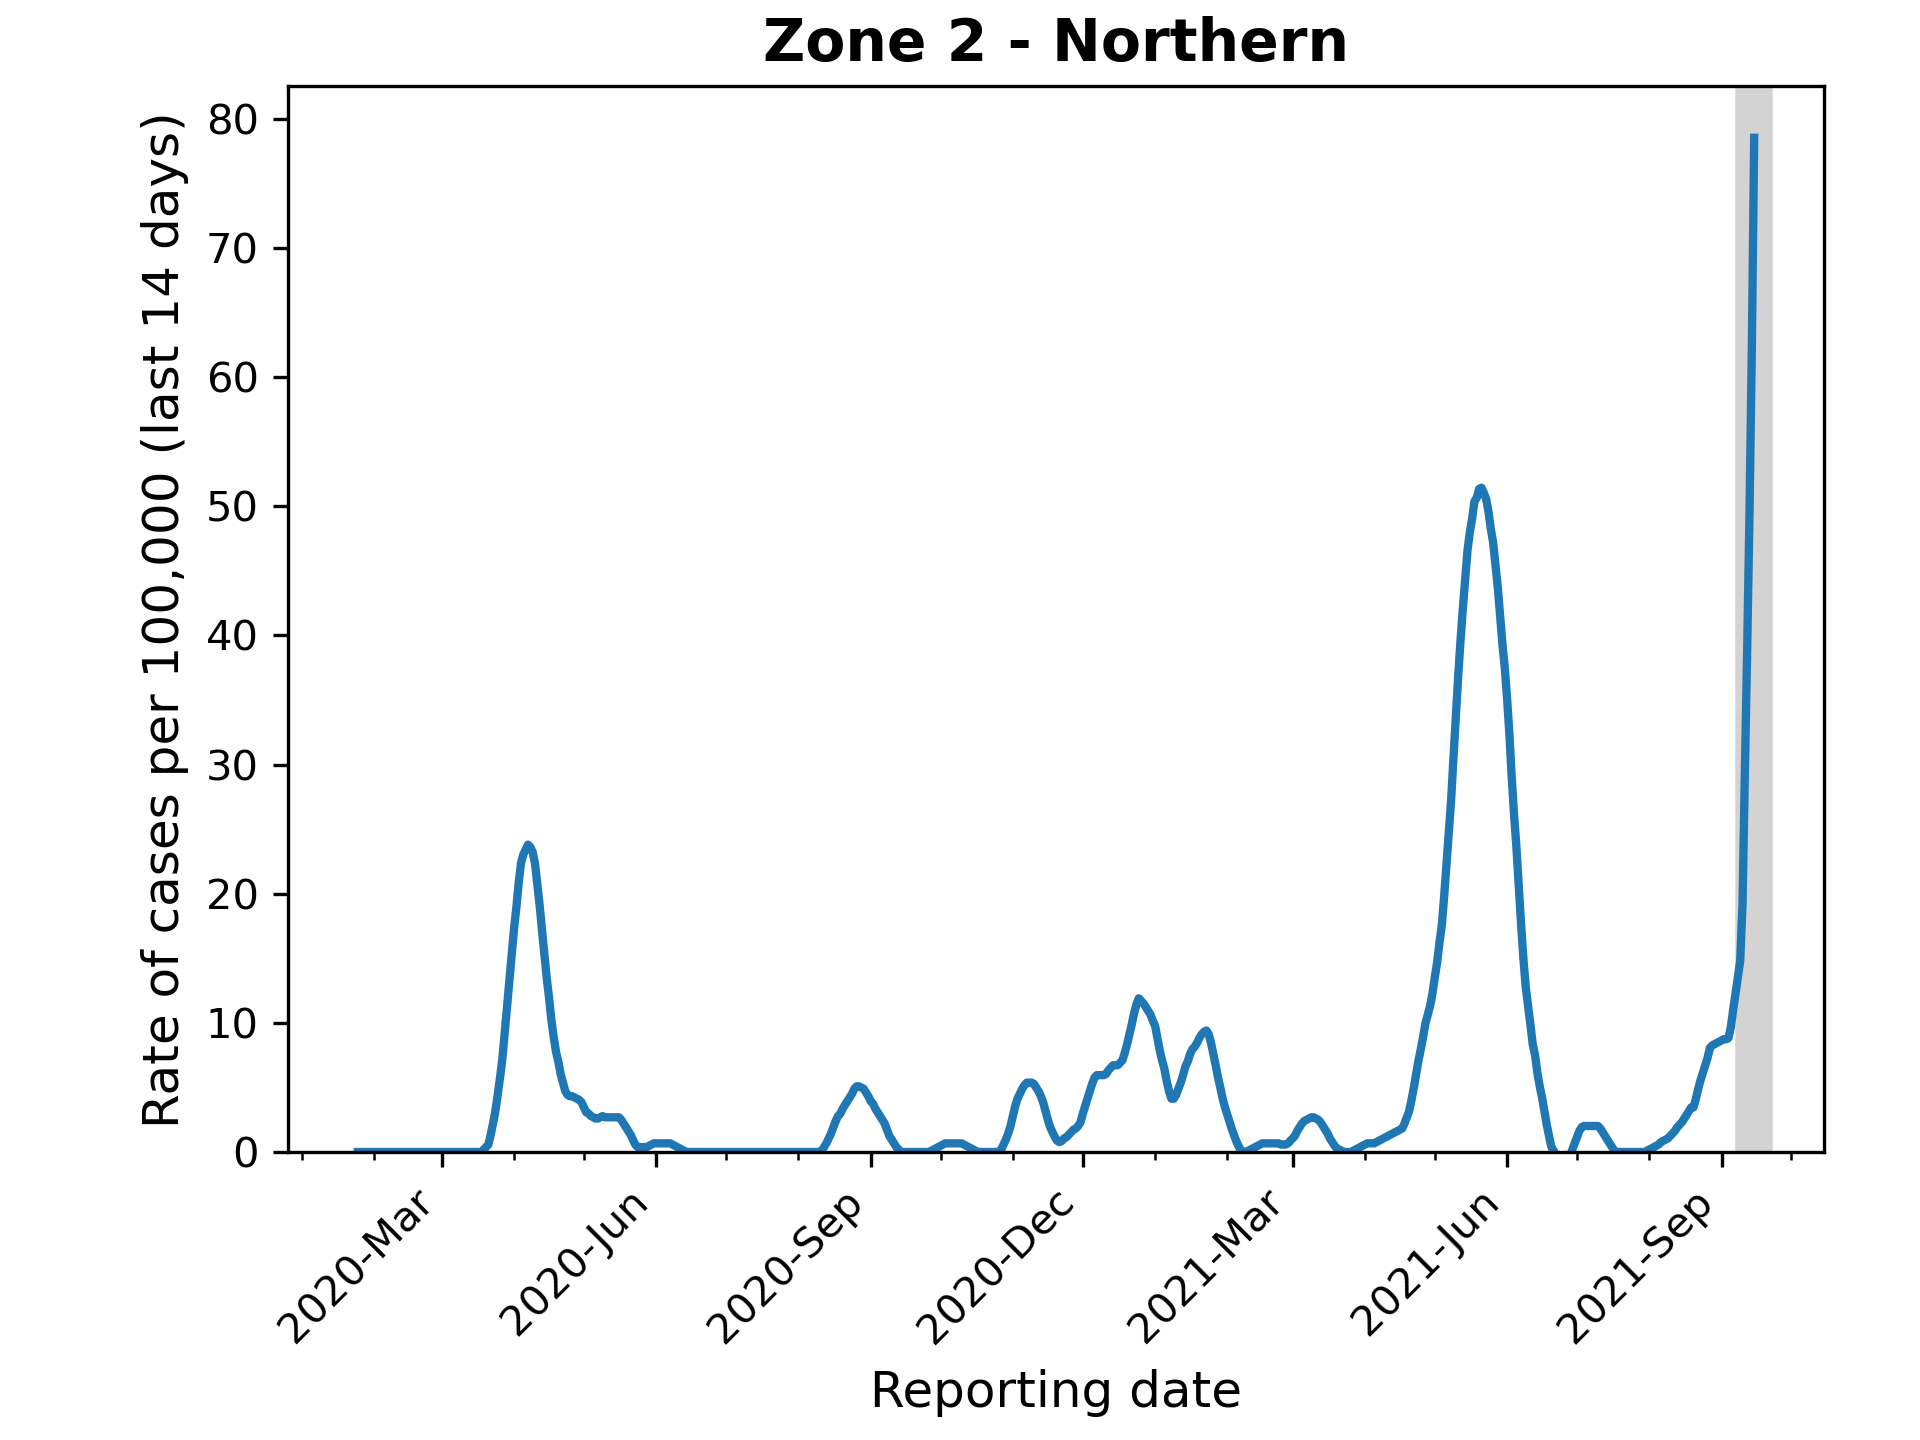 Zone 2 - Northern
Rate of cases per 100,000 (last 14 days)
80
70
60
50
40
30
20
10
0
2020-Mar
2020-Jun
2020-Sep
2020-Dec
2021-Mar
2021-Jun
2021-Sep
Reporting date